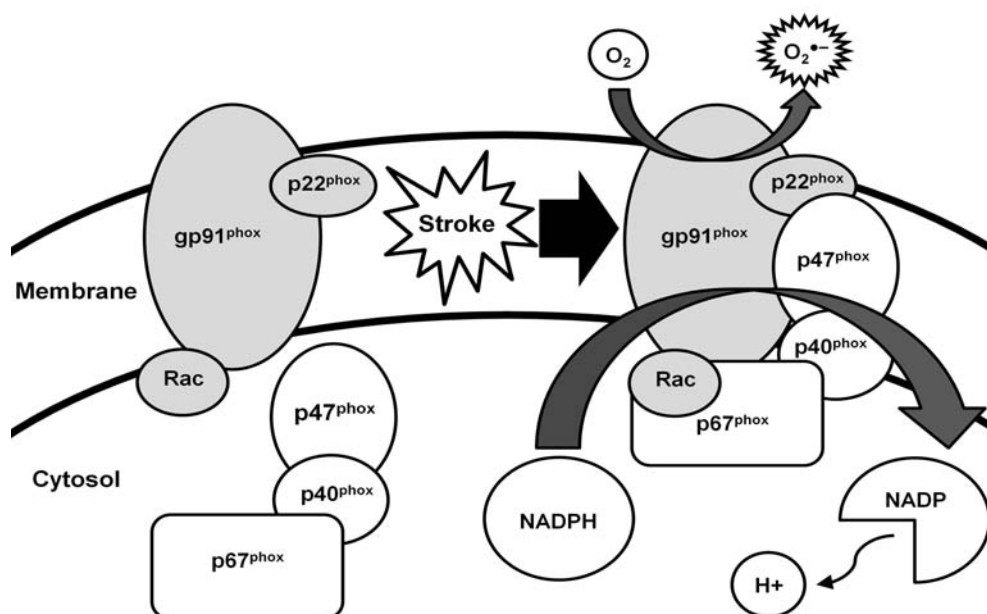 O₂
O₂•−
p22phox
p22phox
gp91phox
Stroke
gp91phox
p47phox
Membrane
p40phox
Rac
Rac
p47phox
p67phox
Cytosol
p40phox
NADPH
NADP
p67phox
H+